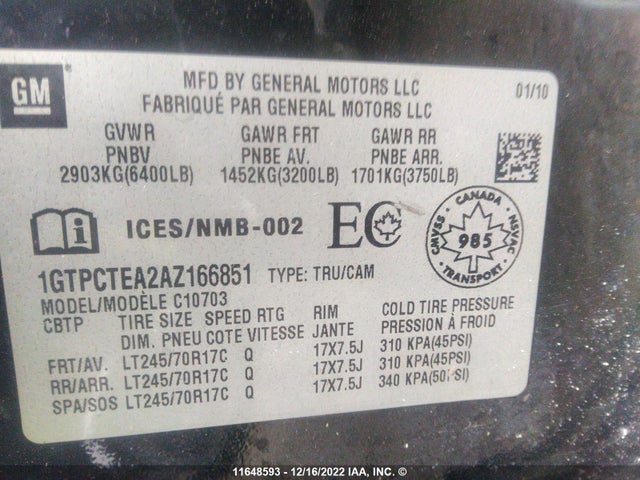 GM
MFD BY GENERAL MOTORS LLC
01/10
FABRIQUÉ PAR GENERAL MOTORS LLC
GVWR GAWR FRT GAWR RR
PNBV PNBE AV. PNBE ARR.
2903KG(6400LB) 1452KG(3200LB) 1701KG(3750LB)
ICES/NMB-002 EC
CANADA
CMVSS 985 NSVAC
TRANSPORT
1GTPCTEA2AZ166851 TYPE: TRU/CAM
MODEL/MODÈLE C10703
CBTP TIRE SIZE SPEED RTG RIM COLD TIRE PRESSURE
DIM. PNEU COTE VITESSE JANTE PRESSION À FROID
FRT/AV. LT245/70R17C Q 17X7.5J 310 KPA(45PSI)
RR/ARR. LT245/70R17C Q 17X7.5J 310 KPA(45PSI)
SPA/SOS LT245/70R17C Q 17X7.5J 340 KPA(50PSI)
11648593 - 12/16/2022 IAA, INC. ©